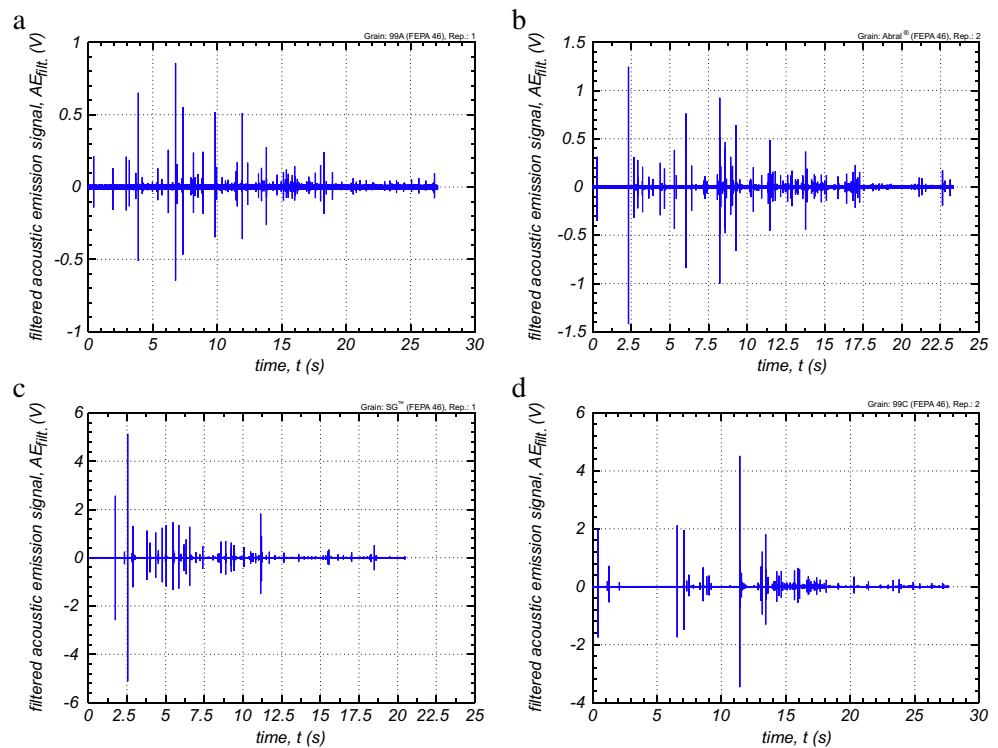 a
Grain: 99A (FEPA 46), Rep.: 1
filtered acoustic emission signal, AEfilt. (V)
1
0.5
0
-0.5
-1
0 5 10 15 20 25 30
time, t (s)
b
Grain: Abral® (FEPA 46), Rep.: 2
filtered acoustic emission signal, AEfilt. (V)
1.5
1
0.5
0
-0.5
-1
-1.5
0 2.5 5 7.5 10 12.5 15 17.5 20 22.5 25
time, t (s)
c
Grain: SG™ (FEPA 46), Rep.: 1
filtered acoustic emission signal, AEfilt. (V)
6
4
2
0
-2
-4
-6
0 2.5 5 7.5 10 12.5 15 17.5 20 22.5 25
time, t (s)
d
Grain: 99C (FEPA 46), Rep.: 2
filtered acoustic emission signal, AEfilt. (V)
6
4
2
0
-2
-4
0 5 10 15 20 25 30
time, t (s)